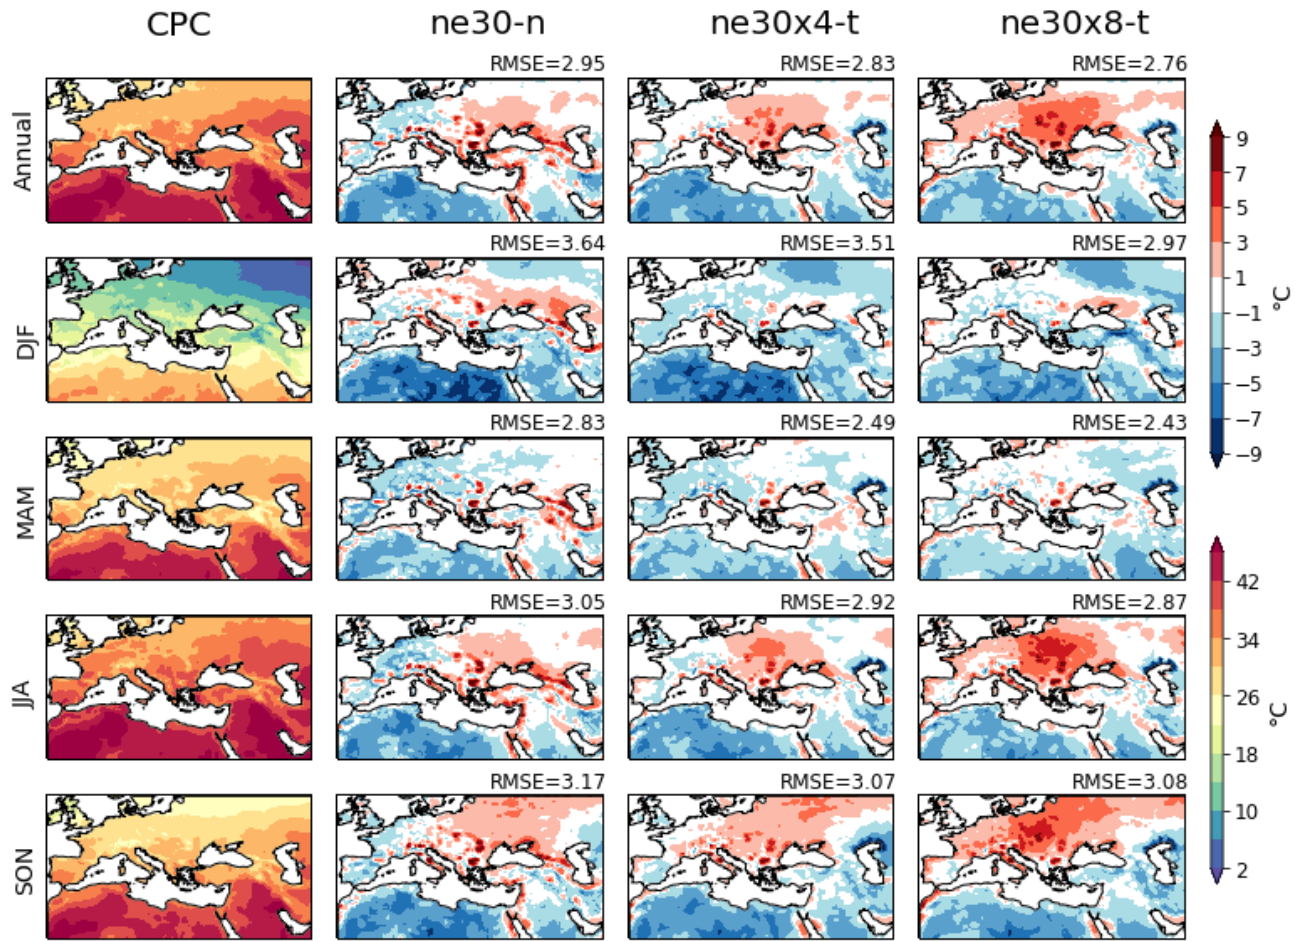 CPC ne30-n ne30x4-t ne30x8-t
RMSE=2.95 RMSE=2.83 RMSE=2.76
Annual
RMSE=3.64 RMSE=3.51 RMSE=2.97
DJF
RMSE=2.83 RMSE=2.49 RMSE=2.43
MAM
RMSE=3.05 RMSE=2.92 RMSE=2.87
JJA
RMSE=3.17 RMSE=3.07 RMSE=3.08
SON
9
7
5
3
1
−1
−3
−5
−7
−9
°C
42
34
26
18
10
2
°C